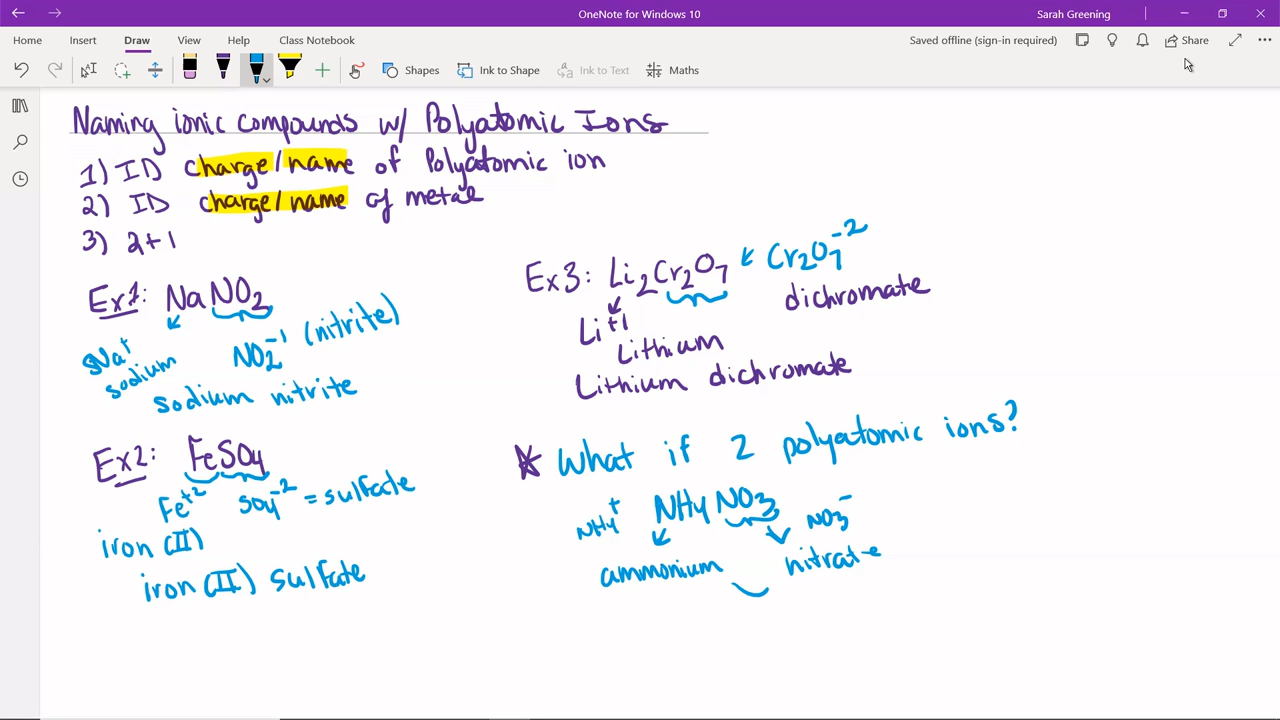 OneNote for Windows 10
Sarah Greening
Home Insert Draw View Help Class Notebook
Saved offline (sign-in required)
Share
Shapes
Ink to Shape
Ink to Text
Maths
Naming ionic compounds w/ Polyatomic Ions
1) ID charge/name of Polyatomic ion
2) ID charge/name of metal
3) 2+1
Ex1: NaNO₂
Na⁺
sodium
NO₂⁻¹ (nitrite)
sodium nitrite
Ex2: FeSO₄
Fe⁺² SO₄⁻² = sulfate
iron (II)
iron (II) sulfate
Ex3: Li₂Cr₂O₇ Cr₂O₇⁻²
dichromate
Li⁺¹
Lithium
Lithium dichromate
* What if 2 polyatomic ions?
NH₄⁺ NH₄NO₃ NO₃⁻
ammonium nitrate